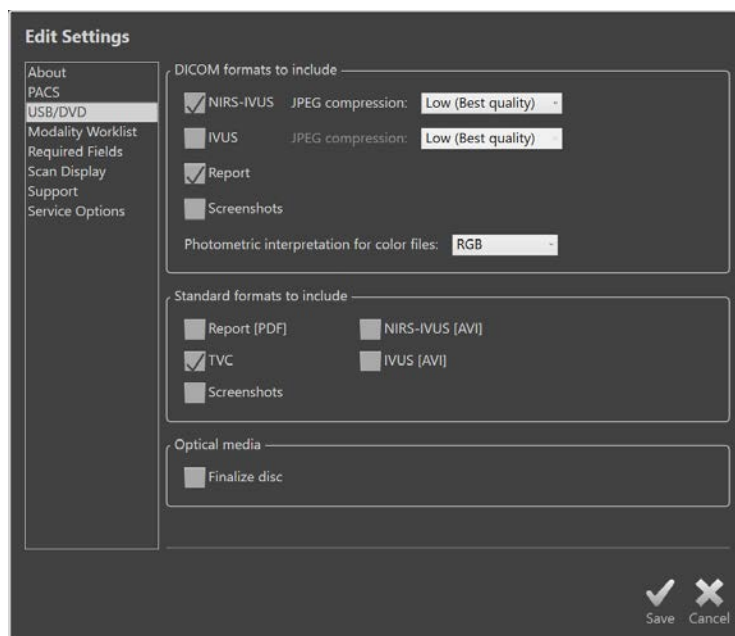 Edit Settings
About
PACS
USB/DVD
Modality Worklist
Required Fields
Scan Display
Support
Service Options
DICOM formats to include
NIRS-IVUS JPEG compression: Low (Best quality)
IVUS JPEG compression: Low (Best quality)
Report
Screenshots
Photometric interpretation for color files: RGB
Standard formats to include
Report [PDF] NIRS-IVUS [AVI]
TVC IVUS [AVI]
Screenshots
Optical media
Finalize disc
Save Cancel